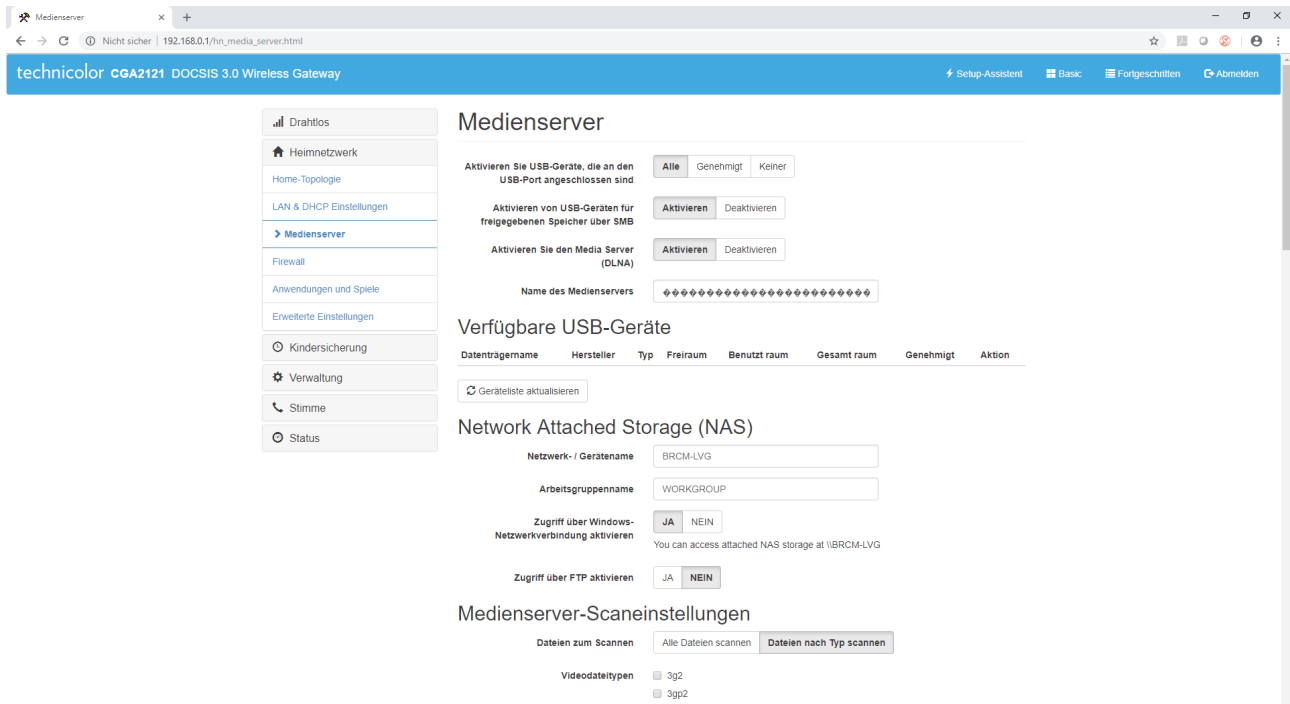 Medienserver
Nicht sicher | 192.168.0.1/hn_media_server.html
technicolor CGA2121 DOCSIS 3.0 Wireless Gateway
Setup-Assistent
Basic
Fortgeschritten
Abmelden
Drahtlos
Heimnetzwerk
Home-Topologie
LAN & DHCP Einstellungen
Medienserver
Firewall
Anwendungen und Spiele
Erweiterte Einstellungen
Kindersicherung
Verwaltung
Stimme
Status
Medienserver
Aktivieren Sie USB-Geräte, die an den
USB-Port angeschlossen sind
Alle Genehmigt Keiner
Aktivieren von USB-Geräten für
freigegebenen Speicher über SMB
Aktivieren Deaktivieren
Aktivieren Sie den Media Server
(DLNA)
Aktivieren Deaktivieren
Name des Medienservers
�������������������������
Verfügbare USB-Geräte
Datenträgername Hersteller Typ Freiraum Benutzt raum Gesamt raum Genehmigt Aktion
Geräteliste aktualisieren
Network Attached Storage (NAS)
Netzwerk- / Gerätename BRCM-LVG
Arbeitsgruppenname WORKGROUP
Zugriff über Windows-
Netzwerkverbindung aktivieren
JA NEIN
You can access attached NAS storage at \\BRCM-LVG
Zugriff über FTP aktivieren JA NEIN
Medienserver-Scaneinstellungen
Dateien zum Scannen Alle Dateien scannen Dateien nach Typ scannen
Videodateitypen 3g2
3gp2